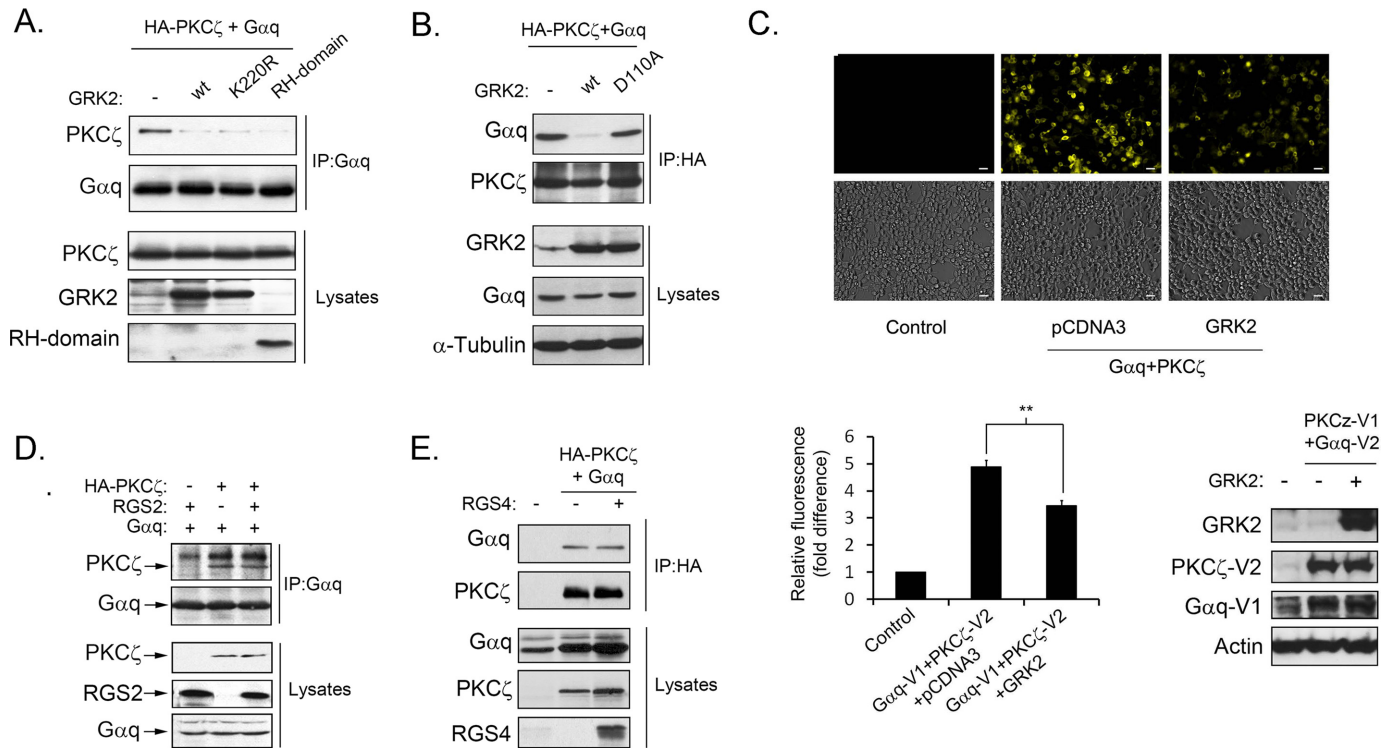 A.
HA-PKCζ + Gαq
GRK2: - wt K220R RH-domain
PKCζ
Gαq
IP:Gαq
PKCζ
GRK2
RH-domain
Lysates
B.
HA-PKCζ+Gαq
GRK2: - wt D110A
Gαq
PKCζ
IP:HA
GRK2
Gαq
α-Tubulin
Lysates
C.
Control pCDNA3 GRK2
Gαq+PKCζ
Relative fluorescence
(fold difference)
6
5
4
3
2
1
0
**
Control
Gαq-V1+PKCζ-V2
+pCDNA3
Gαq-V1+PKCζ-V2
+GRK2
PKCz-V1
+Gαq-V2
GRK2: - - +
GRK2
PKCζ-V2
Gαq-V1
Actin
D.
HA-PKCζ: - + +
RGS2: + - +
Gαq: + + +
PKCζ
Gαq
IP:Gαq
PKCζ
RGS2
Gαq
Lysates
E.
HA-PKCζ
+ Gαq
RGS4: - - +
Gαq
PKCζ
IP:HA
Gαq
PKCζ
RGS4
Lysates